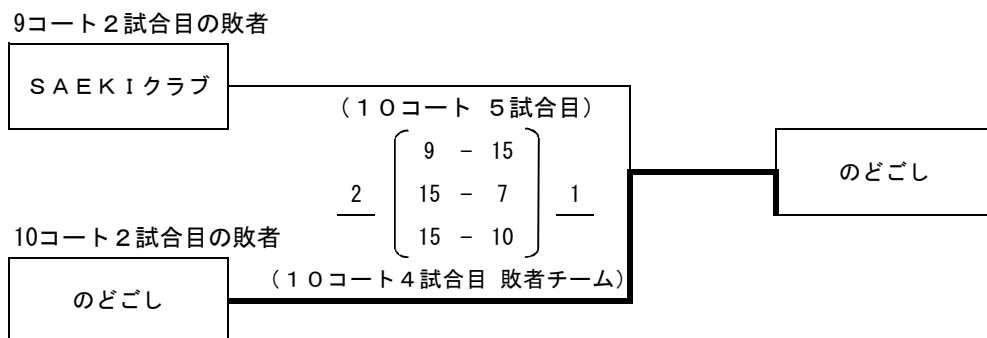 9コート２試合目の敗者
ＳＡＥＫＩクラブ
（１０コート ５試合目）
9 － 15
のどごし
2 15 － 7 1
15 － 10
10コート２試合目の敗者
（１０コート４試合目 敗者チーム）
のどごし